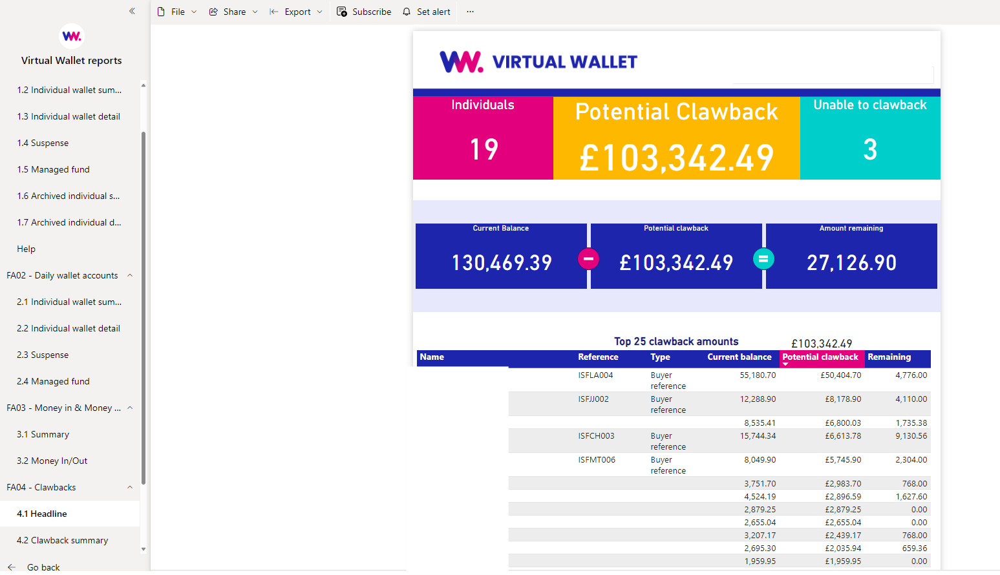 File
Share
Export
Subscribe
Set alert
...
VW.
Virtual Wallet reports
1.2 Individual wallet sum...
1.3 Individual wallet detail
1.4 Suspense
1.5 Managed fund
1.6 Archived individual s...
1.7 Archived individual d...
Help
FA02 - Daily wallet accounts
2.1 Individual wallet sum...
2.2 Individual wallet detail
2.3 Suspense
2.4 Managed fund
FA03 - Money in & Money ...
3.1 Summary
3.2 Money In/Out
FA04 - Clawbacks
4.1 Headline
4.2 Clawback summary
Go back
VW. VIRTUAL WALLET
Individuals
19
Potential Clawback
£103,342.49
Unable to clawback
3
Current Balance
130,469.39
Potential clawback
£103,342.49
Amount remaining
27,126.90
Top 25 clawback amounts £103,342.49
Name Reference Type Current balance Potential clawback Remaining
ISFLA004 Buyer 55,180.70 £50,404.70 4,776.00
reference
ISFJJ002 Buyer 12,288.90 £8,178.90 4,110.00
reference
8,535.41 £6,800.03 1,735.38
ISFCH003 Buyer 15,744.34 £6,613.78 9,130.56
reference
ISFMT006 Buyer 8,049.90 £5,745.90 2,304.00
reference
3,751.70 £2,983.70 768.00
4,524.19 £2,896.59 1,627.60
2,879.25 £2,879.25 0.00
2,655.04 £2,655.04 0.00
3,207.17 £2,439.17 768.00
2,695.30 £2,035.94 659.36
1,959.95 £1,959.95 0.00